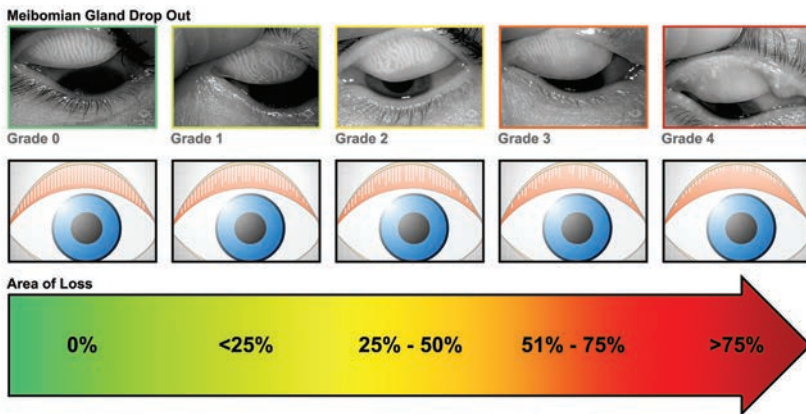 Meibomian Gland Drop Out
Grade 0
Grade 1
Grade 2
Grade 3
Grade 4
Area of Loss
0%
<25%
25% - 50%
51% - 75%
>75%